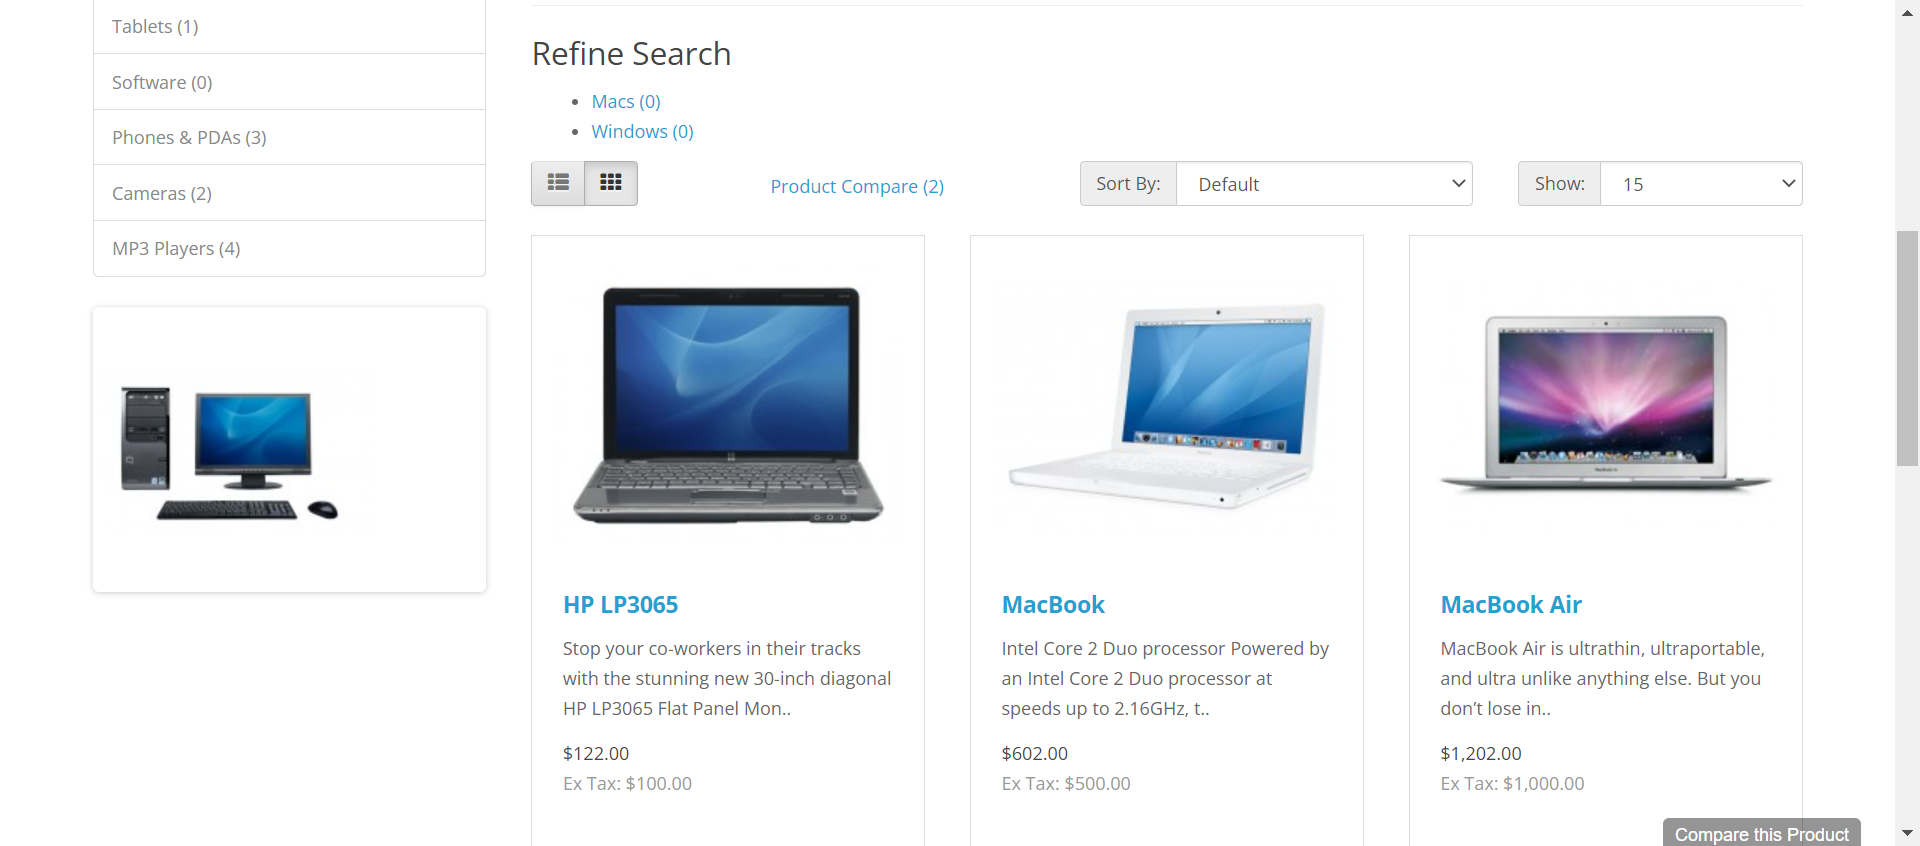 Tablets (1)
Software (0)
Phones & PDAs (3)
Cameras (2)
MP3 Players (4)
Refine Search
Macs (0)
Windows (0)
Product Compare (2)
Sort By:
Default
Show:
15
HP LP3065
Stop your co-workers in their tracks
with the stunning new 30-inch diagonal
HP LP3065 Flat Panel Mon..
$122.00
Ex Tax: $100.00
MacBook
Intel Core 2 Duo processor Powered by
an Intel Core 2 Duo processor at
speeds up to 2.16GHz, t..
$602.00
Ex Tax: $500.00
MacBook Air
MacBook Air is ultrathin, ultraportable,
and ultra unlike anything else. But you
don’t lose in..
$1,202.00
Ex Tax: $1,000.00
Compare this Product